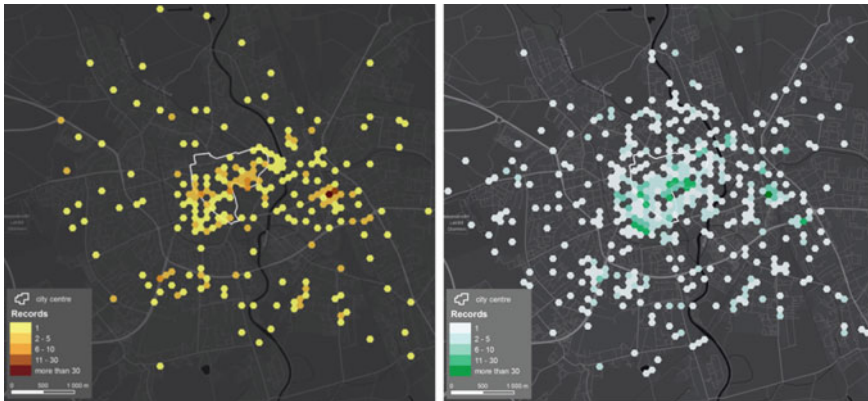 city centre
Records
1
2 - 5
6 - 10
11 - 30
more than 30
0 500 1 000 m
city centre
Records
1
2 - 5
6 - 10
11 - 30
more than 30
0 500 1 000 m